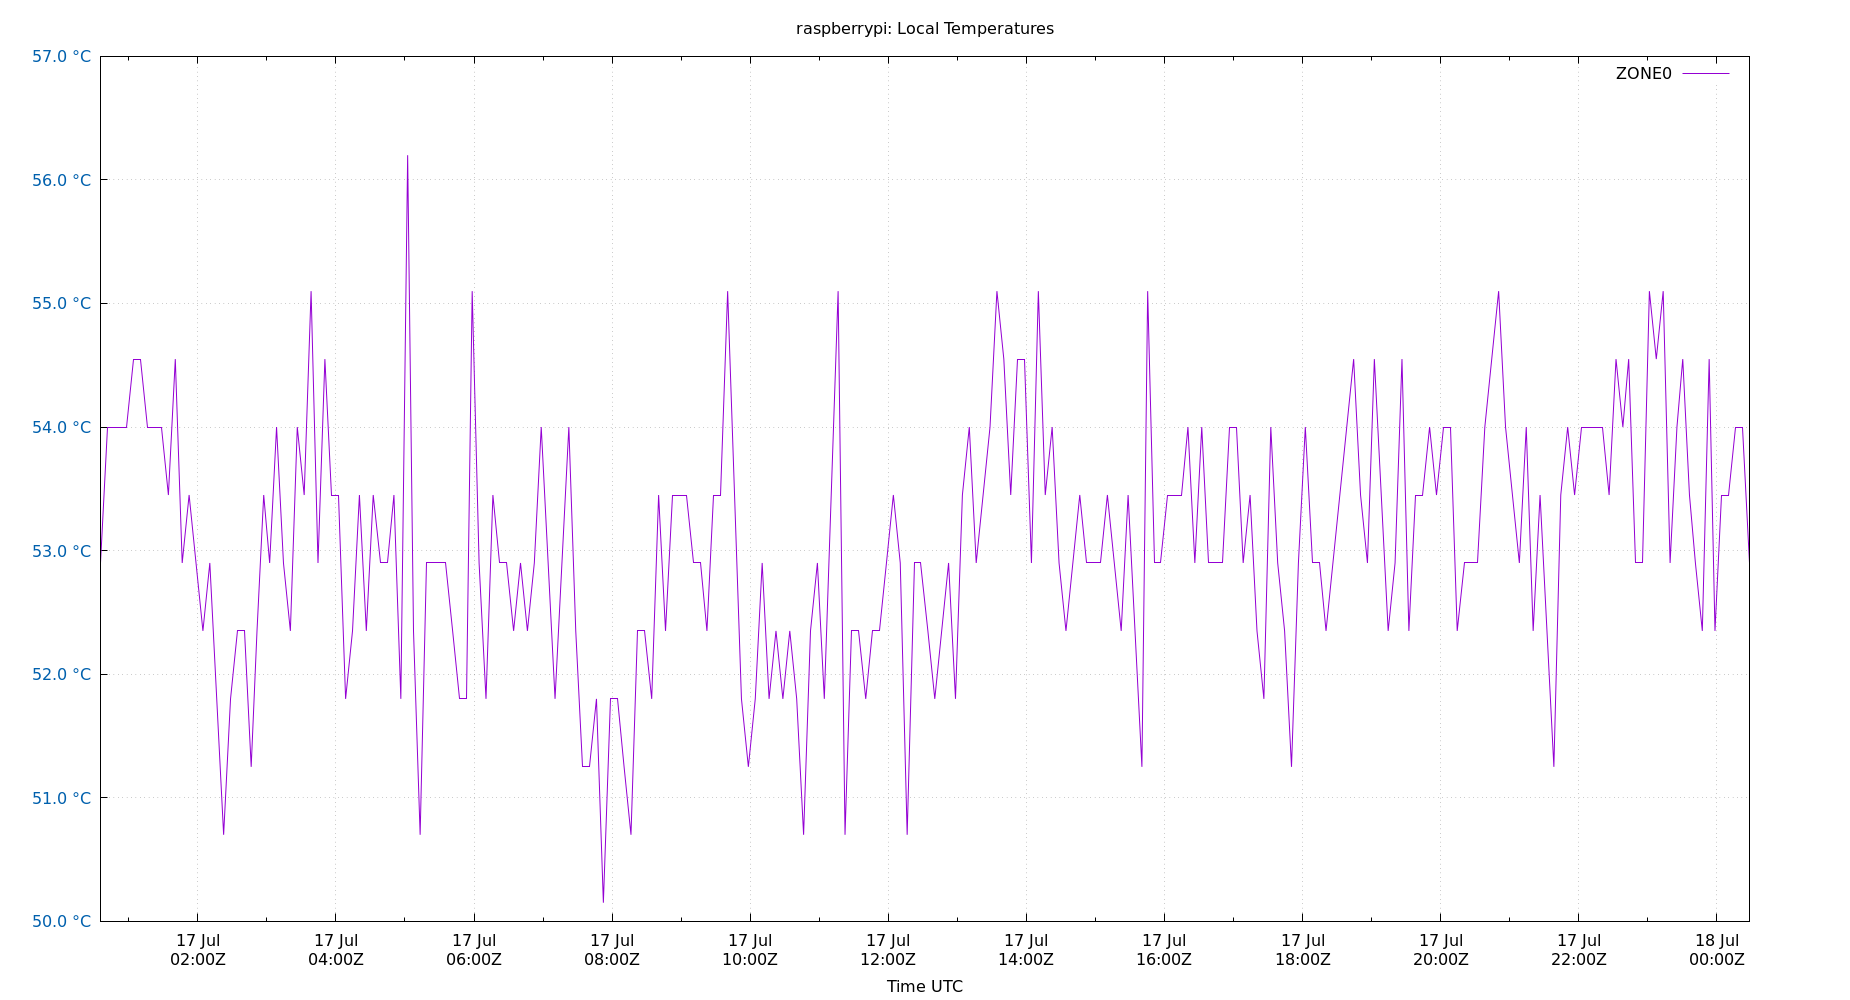 raspberrypi: Local Temperatures
57.0 °C
ZONE0
56.0 °C
55.0 °C
54.0 °C
53.0 °C
52.0 °C
51.0 °C
50.0 °C
17 Jul 17 Jul 17 Jul 17 Jul 17 Jul 17 Jul 17 Jul 17 Jul 17 Jul 17 Jul 17 Jul 18 Jul
02:00Z 04:00Z 06:00Z 08:00Z 10:00Z 12:00Z 14:00Z 16:00Z 18:00Z 20:00Z 22:00Z 00:00Z
Time UTC